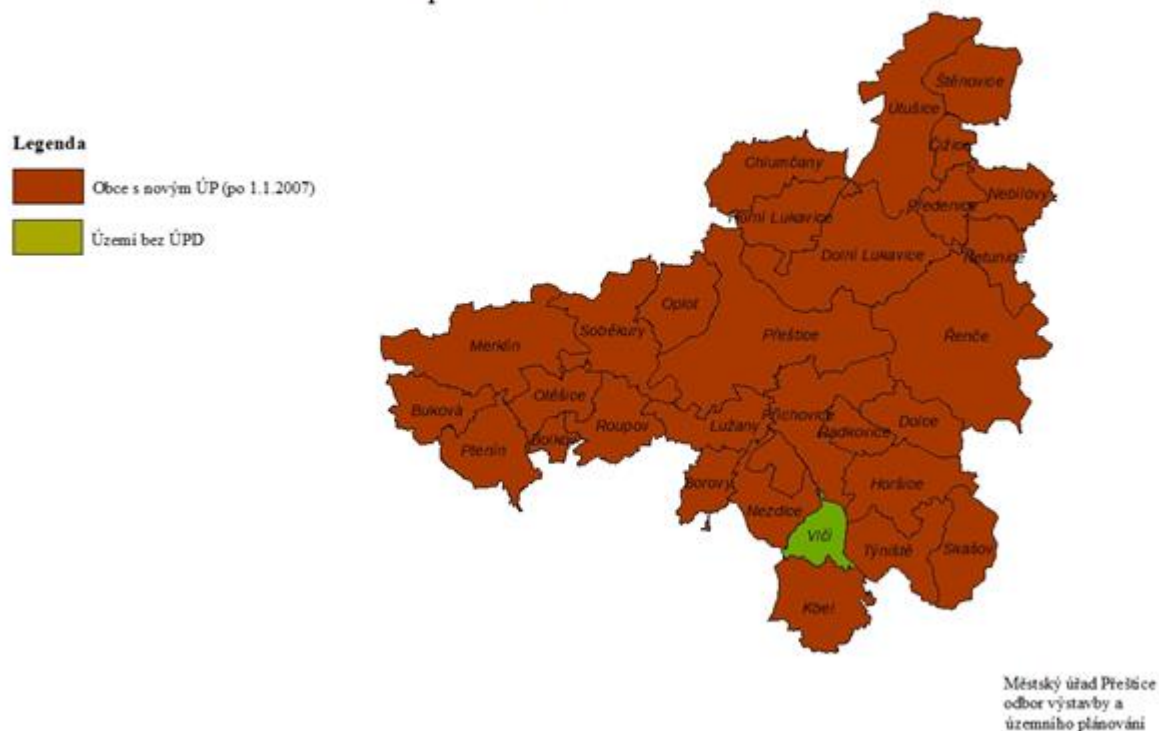 Legenda
Obce s novým ÚP (po 1.1.2007)
Území bez ÚPD
Štěnovice
Útušice
Čižice
Chlumčany
Nebílovy
Předenice
Horní Lukavice
Dolní Lukavice
Netunice
Oplot
Soběkury
Přeštice
Řenče
Merklín
Otěšice
Buková
Roupov
Lužany
Příchovice
Radkovice
Dolce
Ptenín
Bolkov
Borovy
Horšice
Nezdice
Vlčí
Týniště
Skašov
Kbel
Městský úřad Přeštice
odbor výstavby a
územního plánování